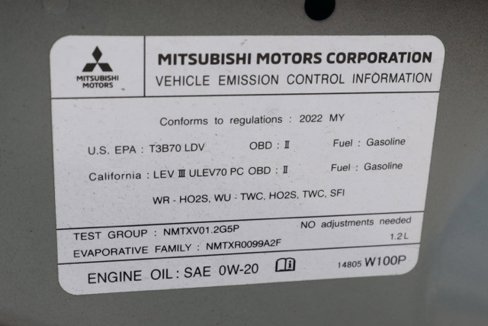 MITSUBISHI MOTORS
MITSUBISHI MOTORS CORPORATION
VEHICLE EMISSION CONTROL INFORMATION
Conforms to regulations : 2022 MY
U.S. EPA : T3B70 LDV OBD : II Fuel : Gasoline
California : LEV III ULEV70 PC OBD : II Fuel : Gasoline
WR - HO2S, WU - TWC, HO2S, TWC, SFI
TEST GROUP : NMTXV01.2G5P NO adjustments needed
EVAPORATIVE FAMILY : NMTXR0099A2F 1.2 L
ENGINE OIL : SAE 0W-20 14805 W100P